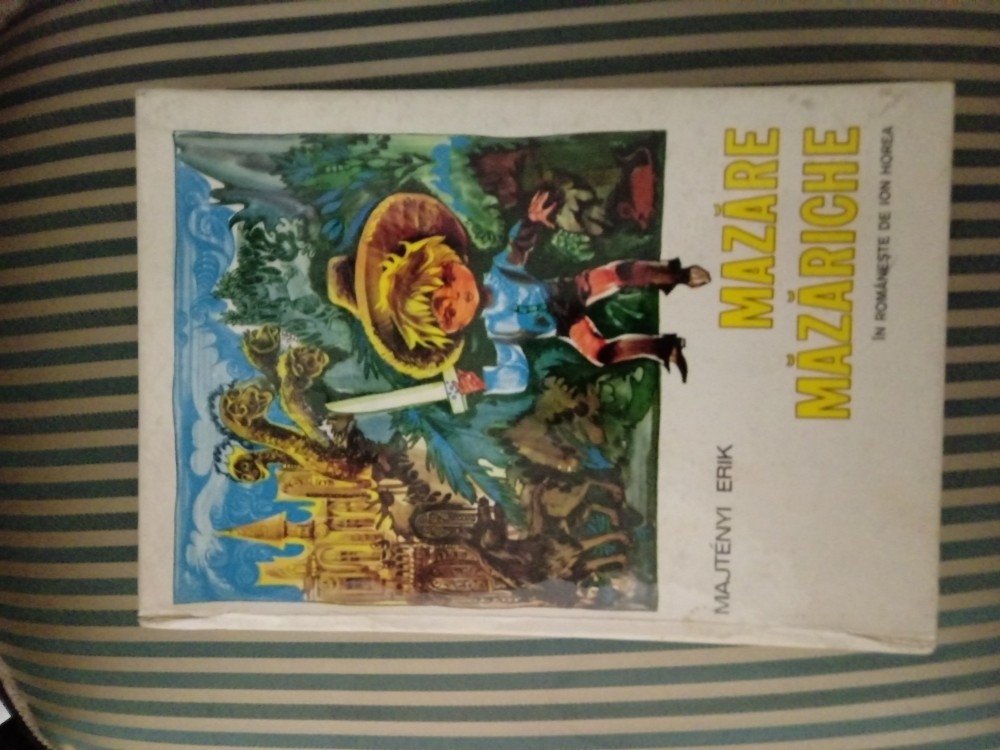 MAJTÉNYI ERIK
MAZĂRE
MĂZĂRICHE
ÎN ROMÂNEȘTE DE ION HOREA